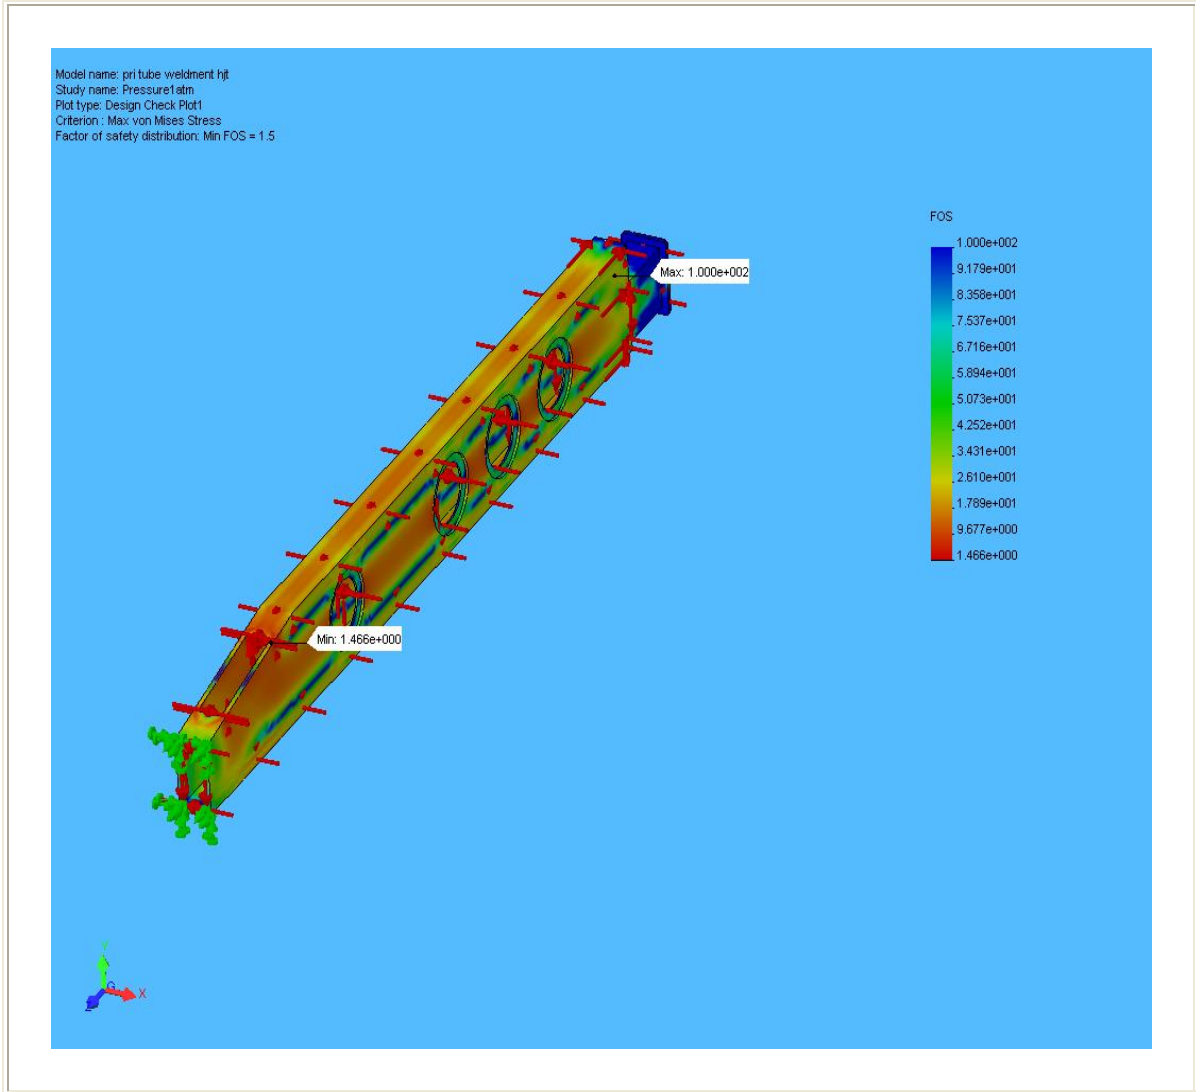 Model name: pri tube weldment hjt
Study name: Pressure1atm
Plot type: Design Check Plot1
Criterion : Max von Mises Stress
Factor of safety distribution: Min FOS = 1.5
FOS
1.000e+002
9.179e+001
8.358e+001
7.537e+001
6.716e+001
5.894e+001
5.073e+001
4.252e+001
3.431e+001
2.610e+001
1.789e+001
9.677e+000
1.466e+000
Max: 1.000e+002
Min: 1.466e+000
Y
X
Z